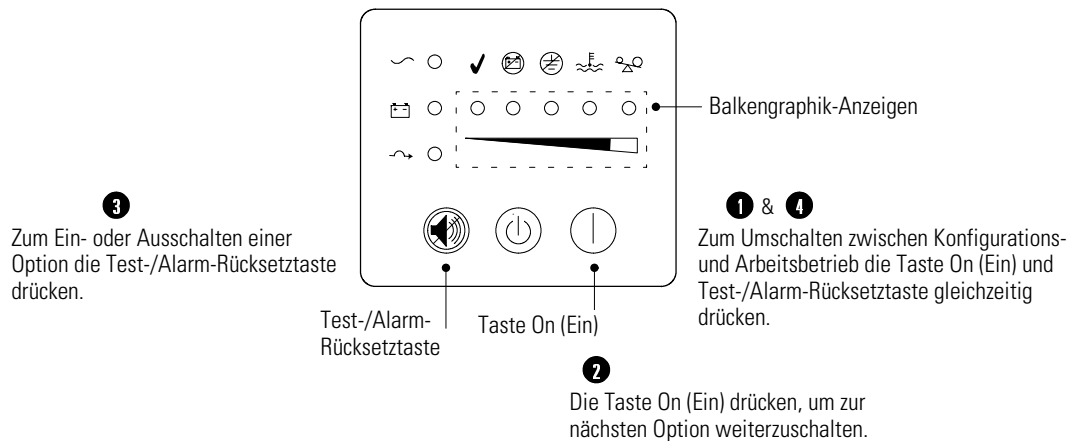 Balkengraphik-Anzeigen
3
Zum Ein- oder Ausschalten einer
Option die Test-/Alarm-Rücksetztaste
drücken.
1 & 4
Zum Umschalten zwischen Konfigurations-
und Arbeitsbetrieb die Taste On (Ein) und
Test-/Alarm-Rücksetztaste gleichzeitig
drücken.
Test-/Alarm-
Rücksetztaste
Taste On (Ein)
2
Die Taste On (Ein) drücken, um zur
nächsten Option weiterzuschalten.